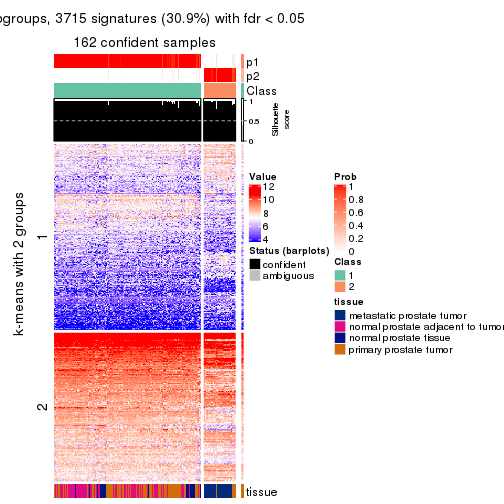 ogroups, 3715 signatures (30.9%) with fdr < 0.05
162 confident samples
p1
p2
Class
1
0.5
0
Silhouette
score
k-means with 2 groups
1
2
tissue
Value
12
10
8
6
4
Status (barplots)
confident
ambiguous
Prob
1
0.8
0.6
0.4
0.2
0
Class
1
2
tissue
metastatic prostate tumor
normal prostate adjacent to tumor
normal prostate tissue
primary prostate tumor